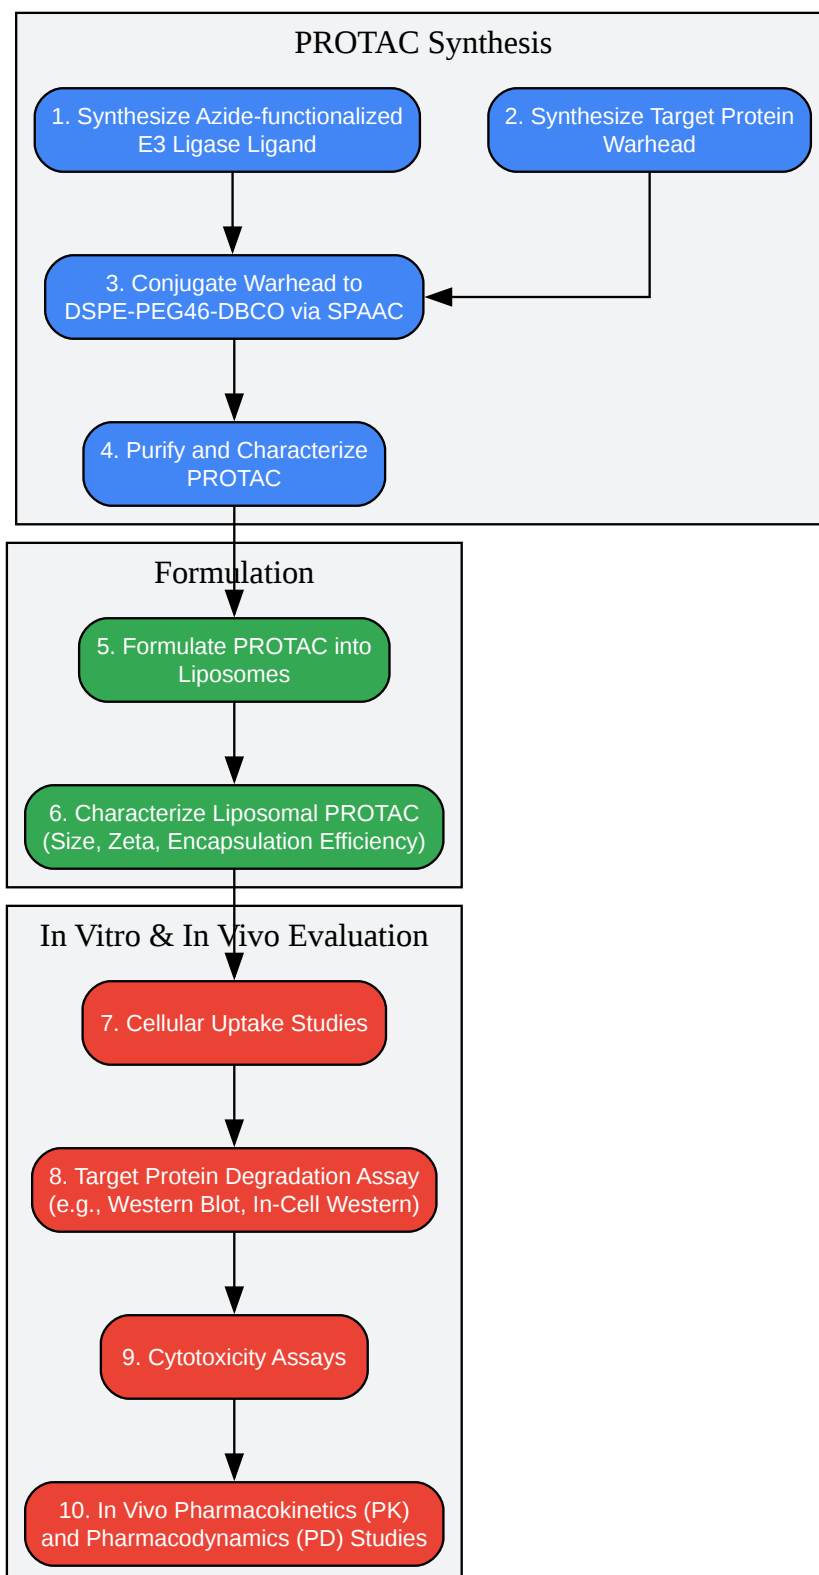 PROTAC Synthesis
1. Synthesize Azide-functionalized
E3 Ligase Ligand
2. Synthesize Target Protein
Warhead
3. Conjugate Warhead to
DSPE-PEG46-DBCO via SPAAC
4. Purify and Characterize
PROTAC
Formulation
5. Formulate PROTAC into
Liposomes
6. Characterize Liposomal PROTAC
(Size, Zeta, Encapsulation Efficiency)
In Vitro & In Vivo Evaluation
7. Cellular Uptake Studies
8. Target Protein Degradation Assay
(e.g., Western Blot, In-Cell Western)
9. Cytotoxicity Assays
10. In Vivo Pharmacokinetics (PK)
and Pharmacodynamics (PD) Studies